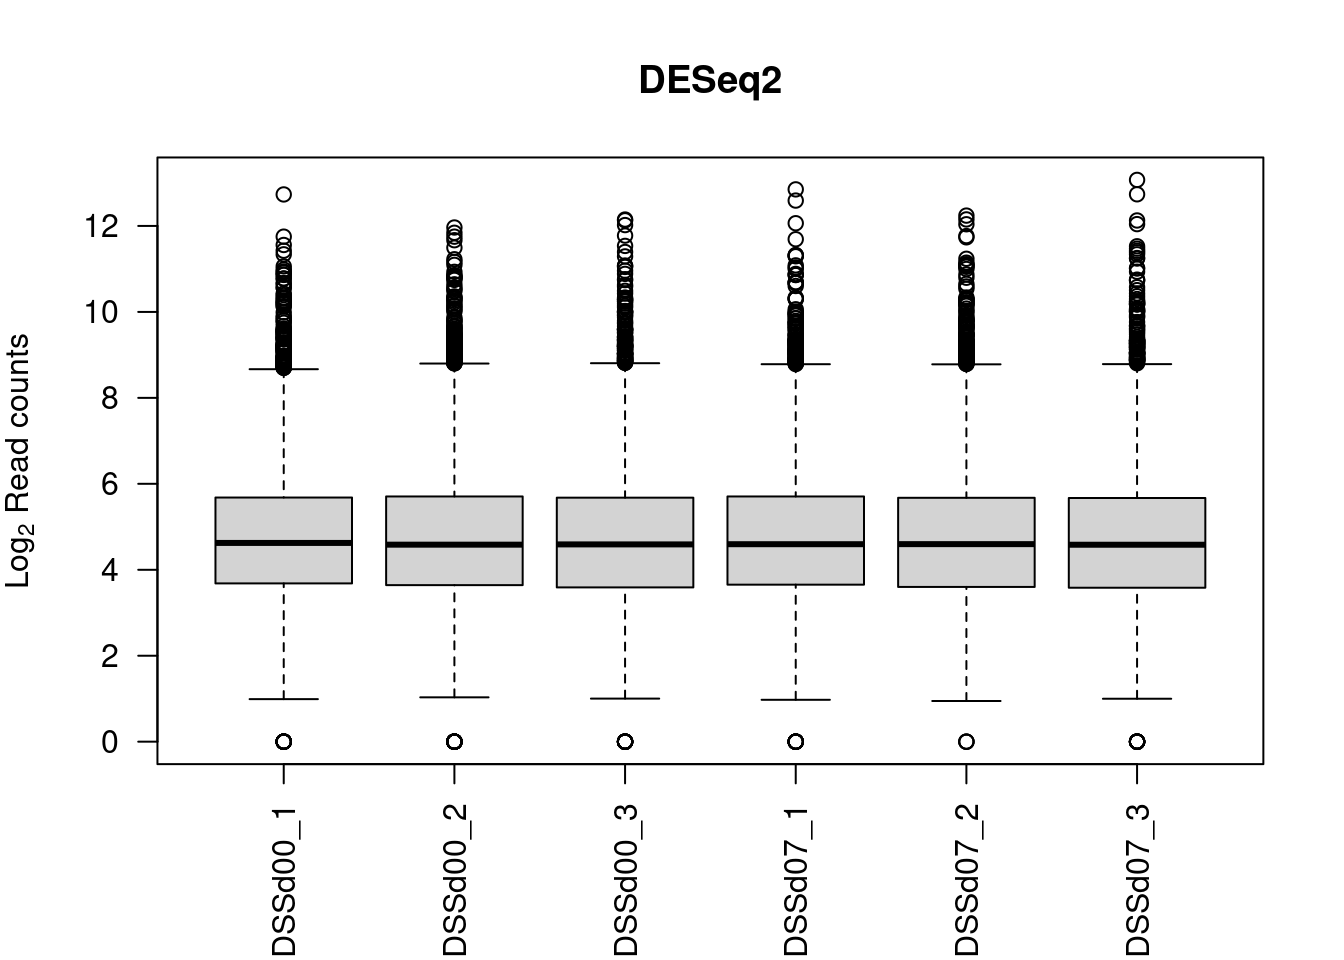 DESeq2
Log₂ Read counts
12
10
8
6
4
2
0
DSSd00_1
DSSd00_2
DSSd00_3
DSSd07_1
DSSd07_2
DSSd07_3